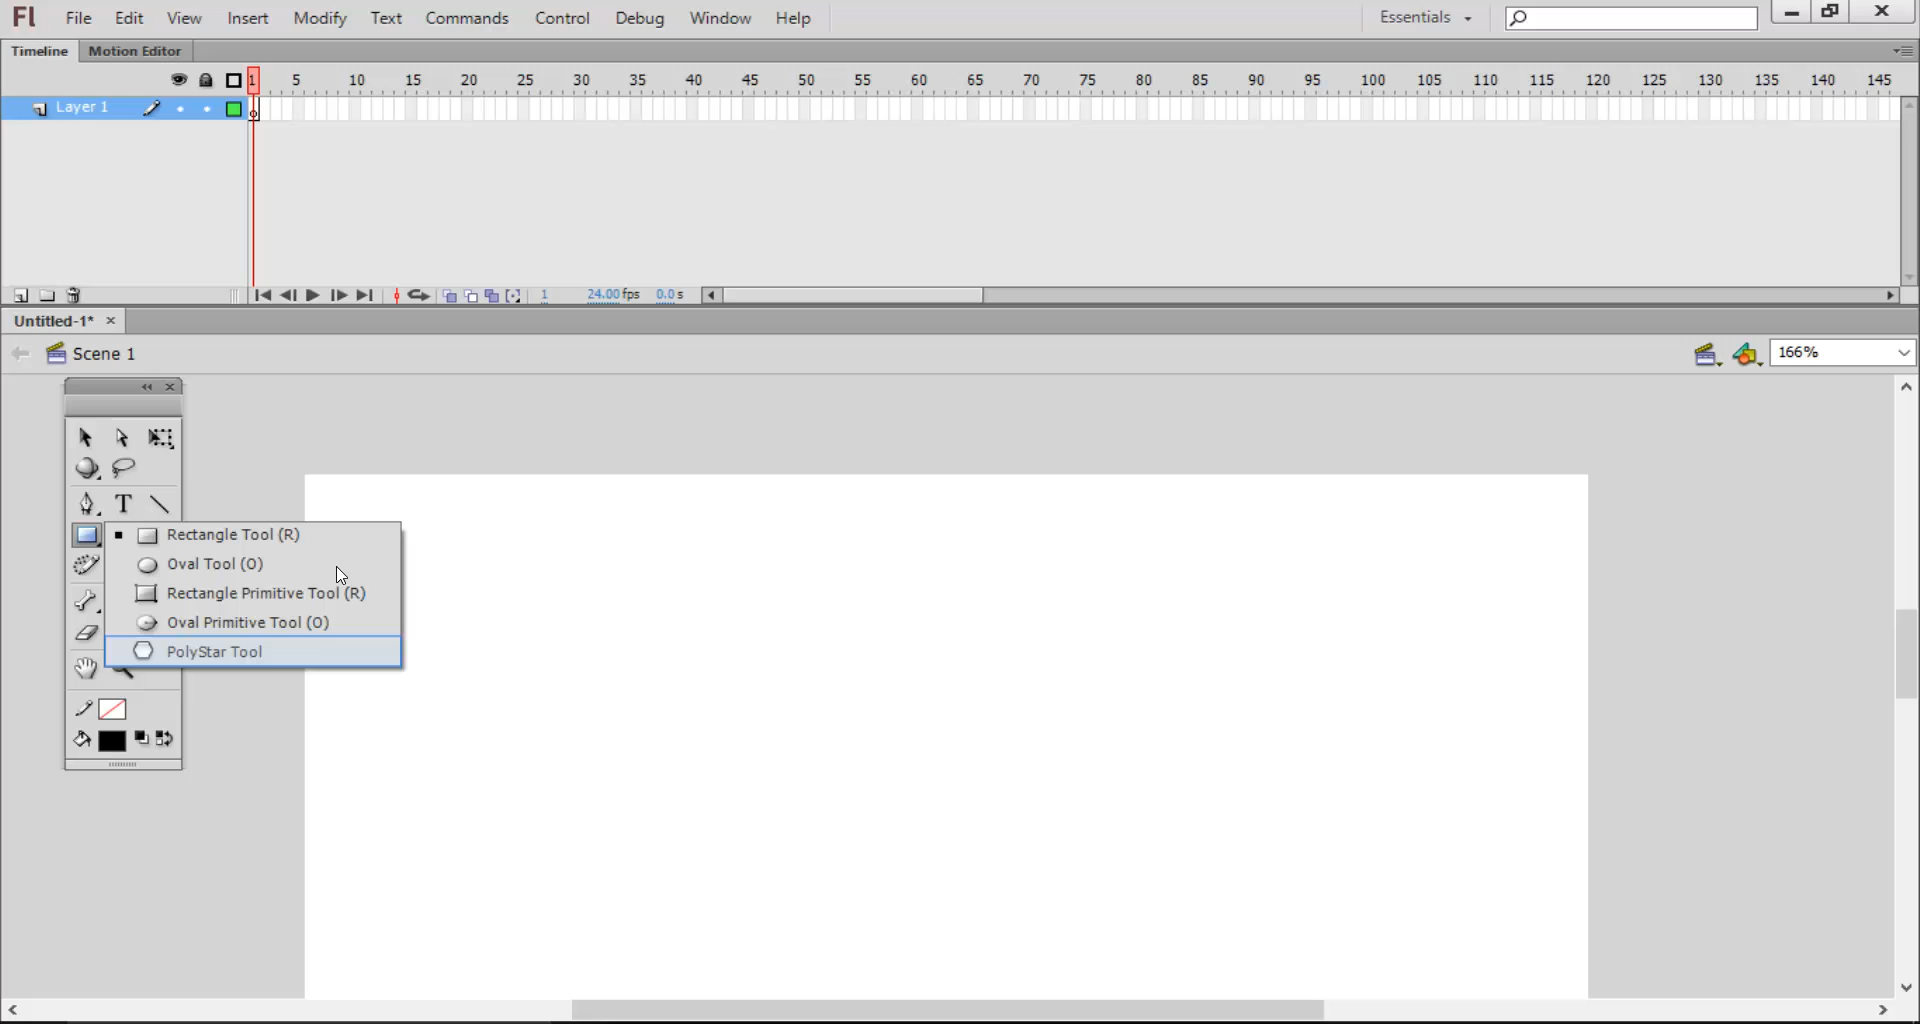 Fl File Edit View Insert Modify Text Commands Control Debug Window Help Essentials
Timeline Motion Editor
1 5 10 15 20 25 30 35 40 45 50 55 60 65 70 75 80 85 90 95 100 105 110 115 120 125 130 135 140 145
Layer 1
1 24.00 fps 0.0 s
Untitled-1* ×
Scene 1 166%
T
Rectangle Tool (R)
Oval Tool (O)
Rectangle Primitive Tool (R)
Oval Primitive Tool (O)
PolyStar Tool